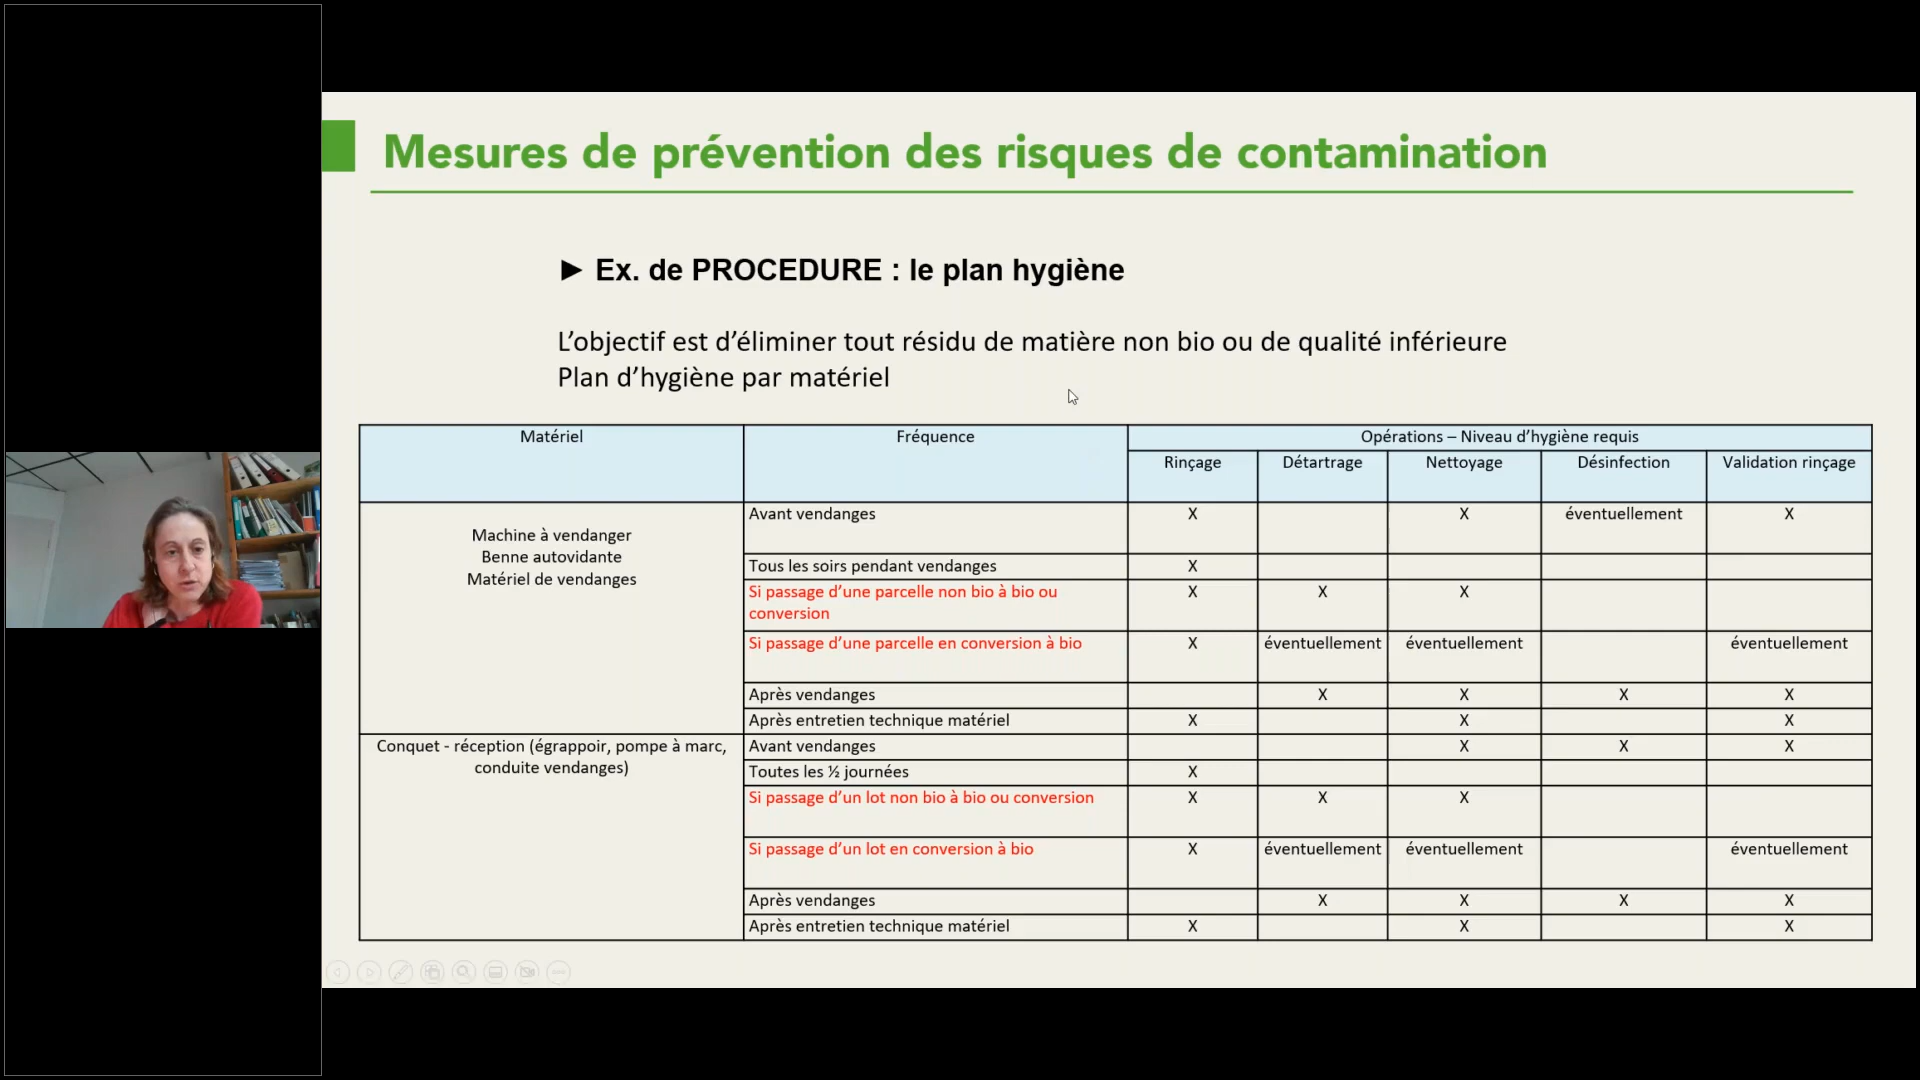 Mesures de prévention des risques de contamination
► Ex. de PROCEDURE : le plan hygiène
L’objectif est d’éliminer tout résidu de matière non bio ou de qualité inférieure
Plan d’hygiène par matériel
Matériel Fréquence Opérations – Niveau d’hygiène requis
Rinçage Détartrage Nettoyage Désinfection Validation rinçage
Machine à vendanger
Benne autovidante
Matériel de vendanges
Avant vendanges X X éventuellement X
Tous les soirs pendant vendanges X
Si passage d’une parcelle non bio à bio ou X X X
conversion
Si passage d’une parcelle en conversion à bio X éventuellement éventuellement éventuellement
Après vendanges X X X X
Après entretien technique matériel X X X
Conquet - réception (égrappoir, pompe à marc,
conduite vendanges)
Avant vendanges X X X
Toutes les ½ journées X
Si passage d’un lot non bio à bio ou conversion X X X
Si passage d’un lot en conversion à bio X éventuellement éventuellement éventuellement
Après vendanges X X X X
Après entretien technique matériel X X X